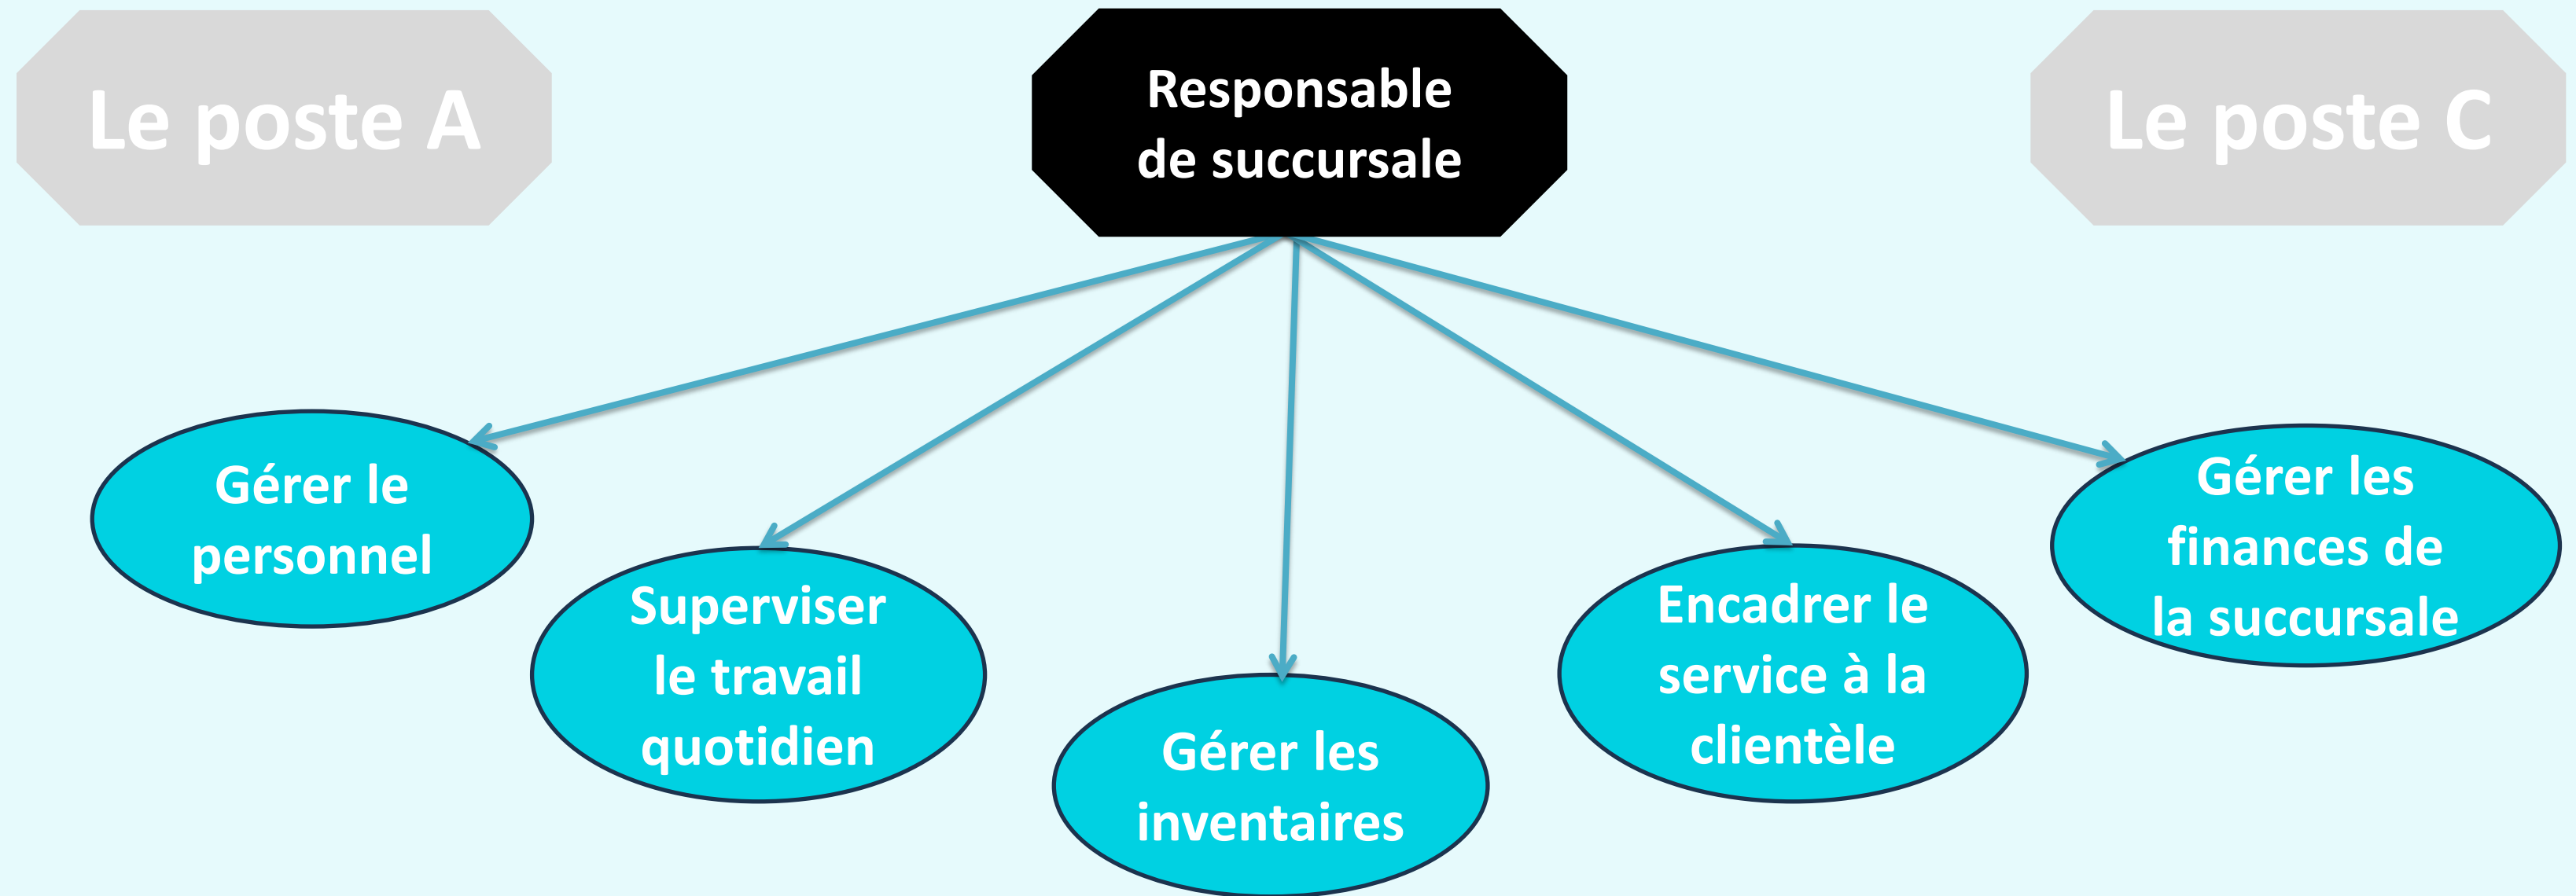 Le poste A
Responsable
de succursale
Le poste C
Gérer le
personnel
Superviser
le travail
quotidien
Gérer les
inventaires
Encadrer le
service à la
clientèle
Gérer les
finances de
la succursale